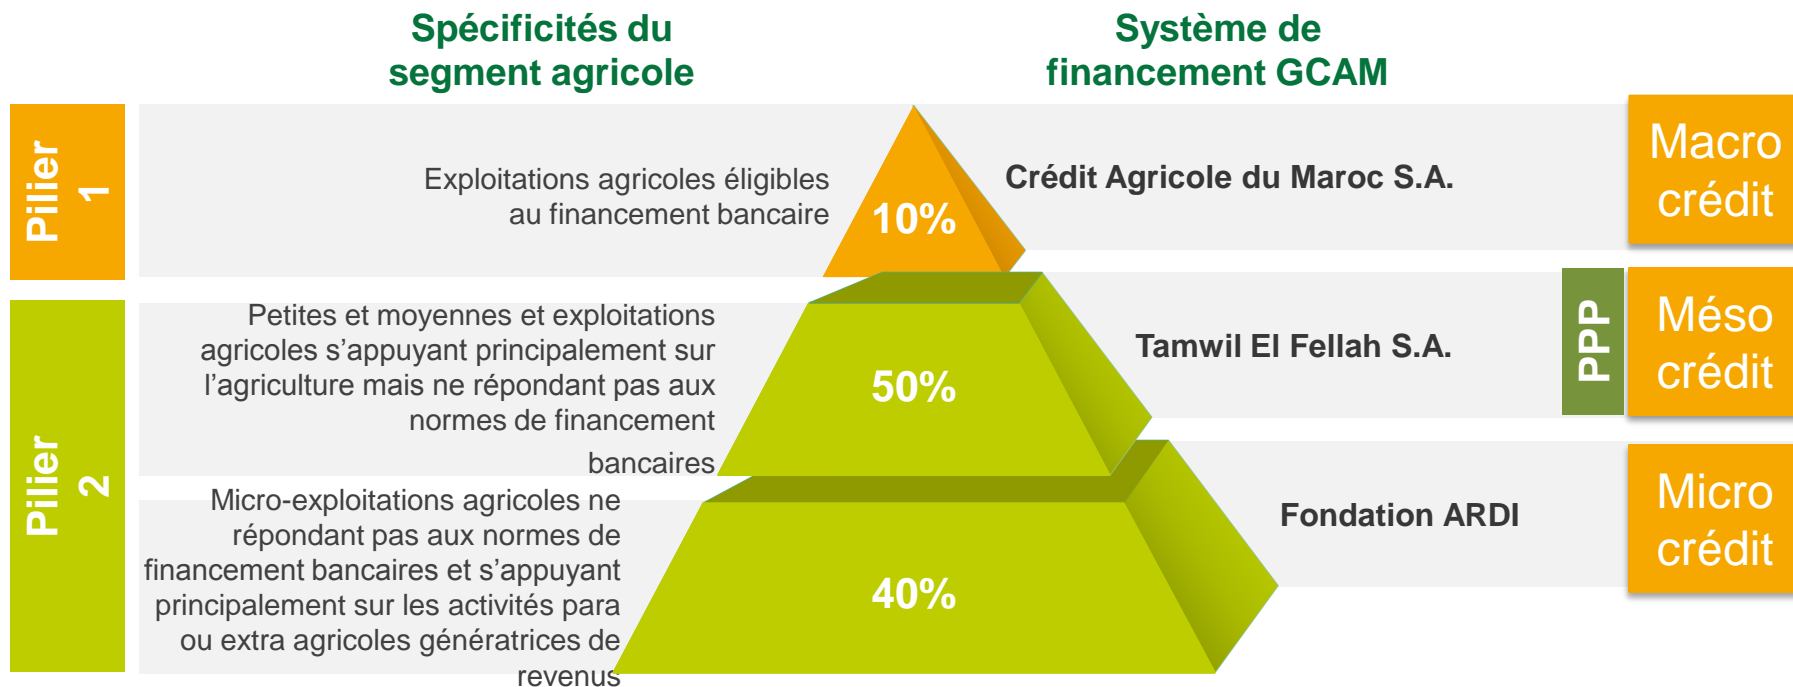 Spécificités du
segment agricole
Système de
financement GCAM
Pilier
1
Exploitations agricoles éligibles
au financement bancaire
10%
Crédit Agricole du Maroc S.A.
Macro
crédit
Pilier
2
Petites et moyennes et exploitations
agricoles s’appuyant principalement sur
l’agriculture mais ne répondant pas aux
normes de financement
bancaires
50%
Tamwil El Fellah S.A.
PPP
Méso
crédit
Micro-exploitations agricoles ne
répondant pas aux normes de
financement bancaires et s’appuyant
principalement sur les activités para
ou extra agricoles génératrices de
revenus
40%
Fondation ARDI
Micro
crédit